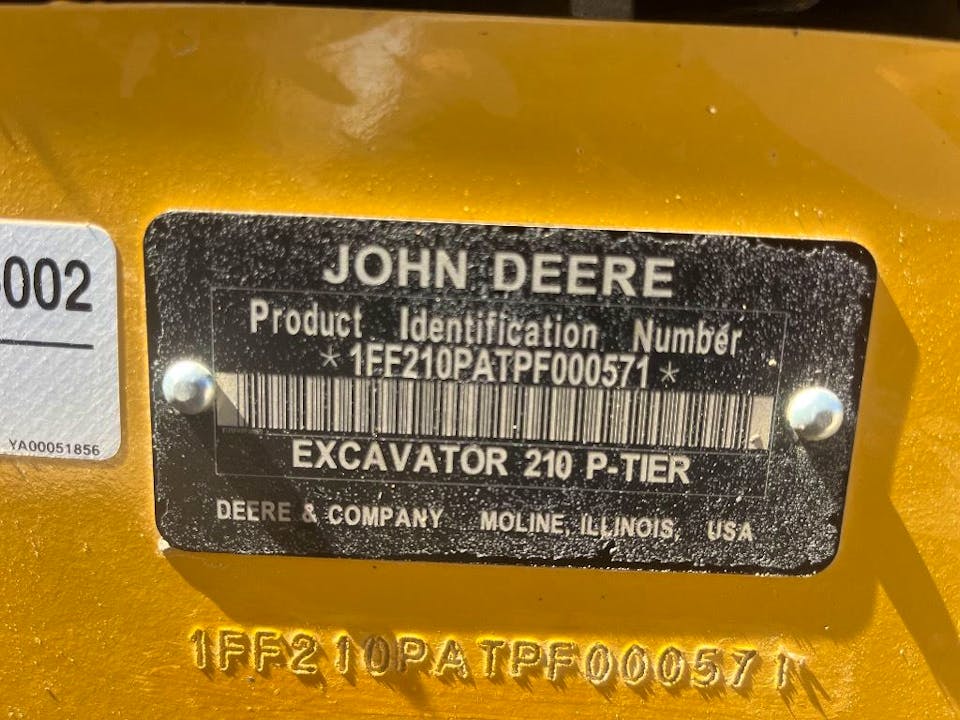 002
YA00051856
JOHN DEERE
Product Identification Number
*1FF210PATPF000571*
EXCAVATOR 210 P-TIER
DEERE & COMPANY MOLINE, ILLINOIS, USA
1FF210PATPF000571